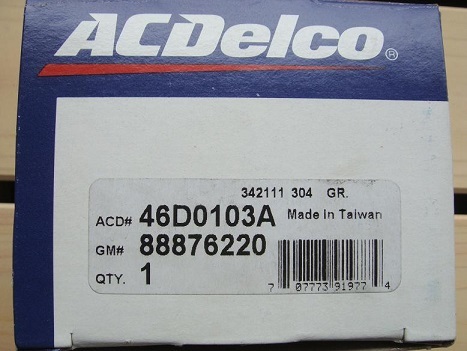 ACDelco®
342111 304 GR.
ACD# 46D0103A Made in Taiwan
GM# 88876220
QTY. 1
7 07773 91977 4